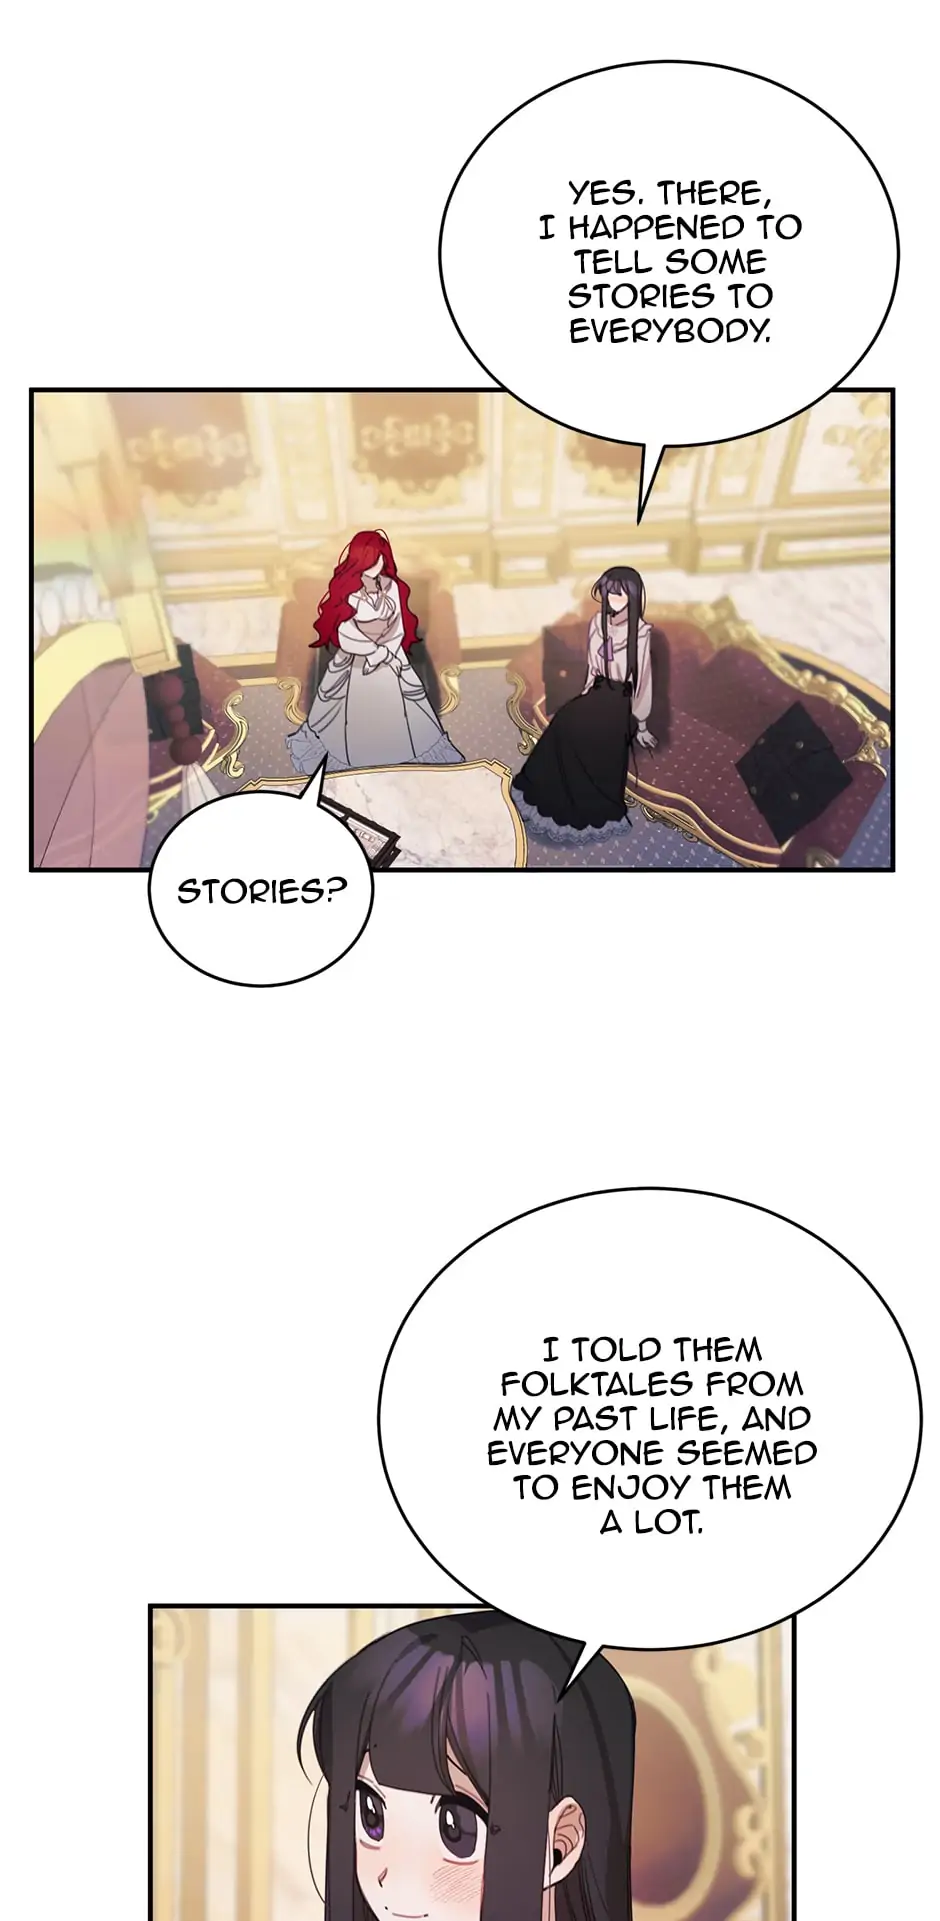 YES. THERE,
I HAPPENED TO
TELL SOME
STORIES TO
EVERYBODY.
STORIES?
I TOLD THEM
FOLKTALES FROM
MY PAST LIFE, AND
EVERYONE SEEMED
TO ENJOY THEM
A LOT.